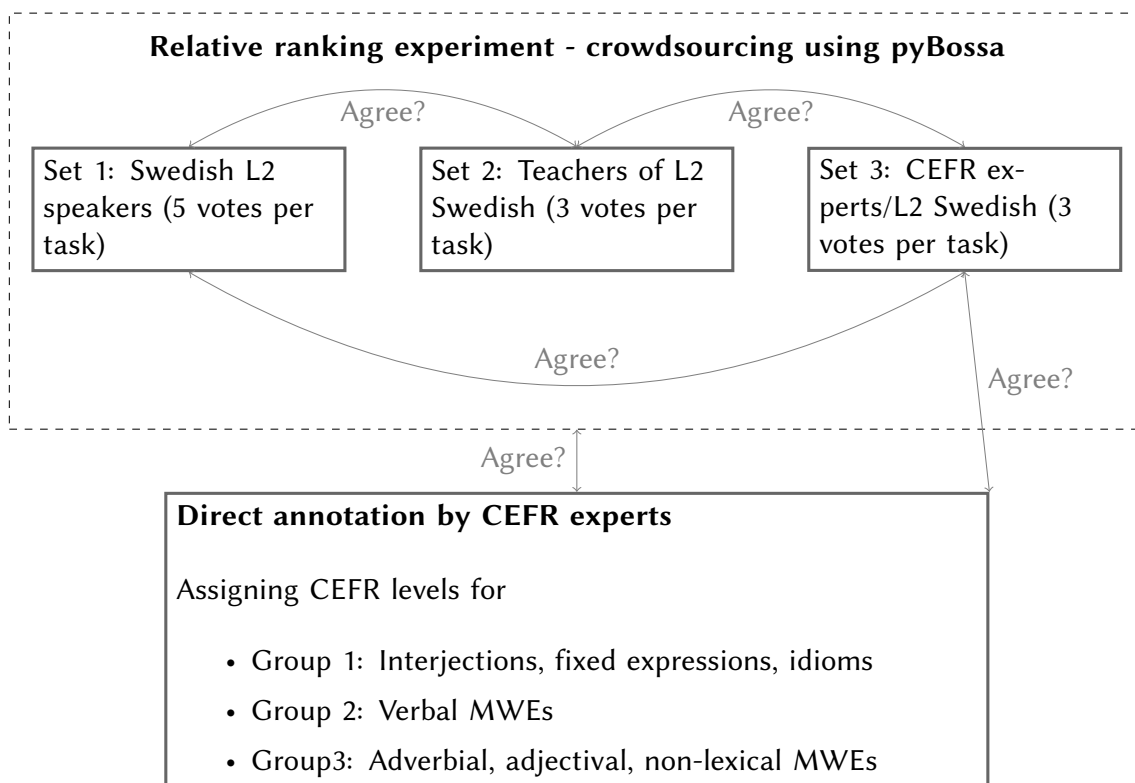 Relative ranking experiment - crowdsourcing using pyBossa
Agree?
Agree?
Set 1: Swedish L2
speakers (5 votes per
task)
Set 2: Teachers of L2
Swedish (3 votes per
task)
Set 3: CEFR ex-
perts/L2 Swedish (3
votes per task)
Agree?
Agree?
Agree?
Direct annotation by CEFR experts
Assigning CEFR levels for
• Group 1: Interjections, fixed expressions, idioms
• Group 2: Verbal MWEs
• Group3: Adverbial, adjectival, non-lexical MWEs